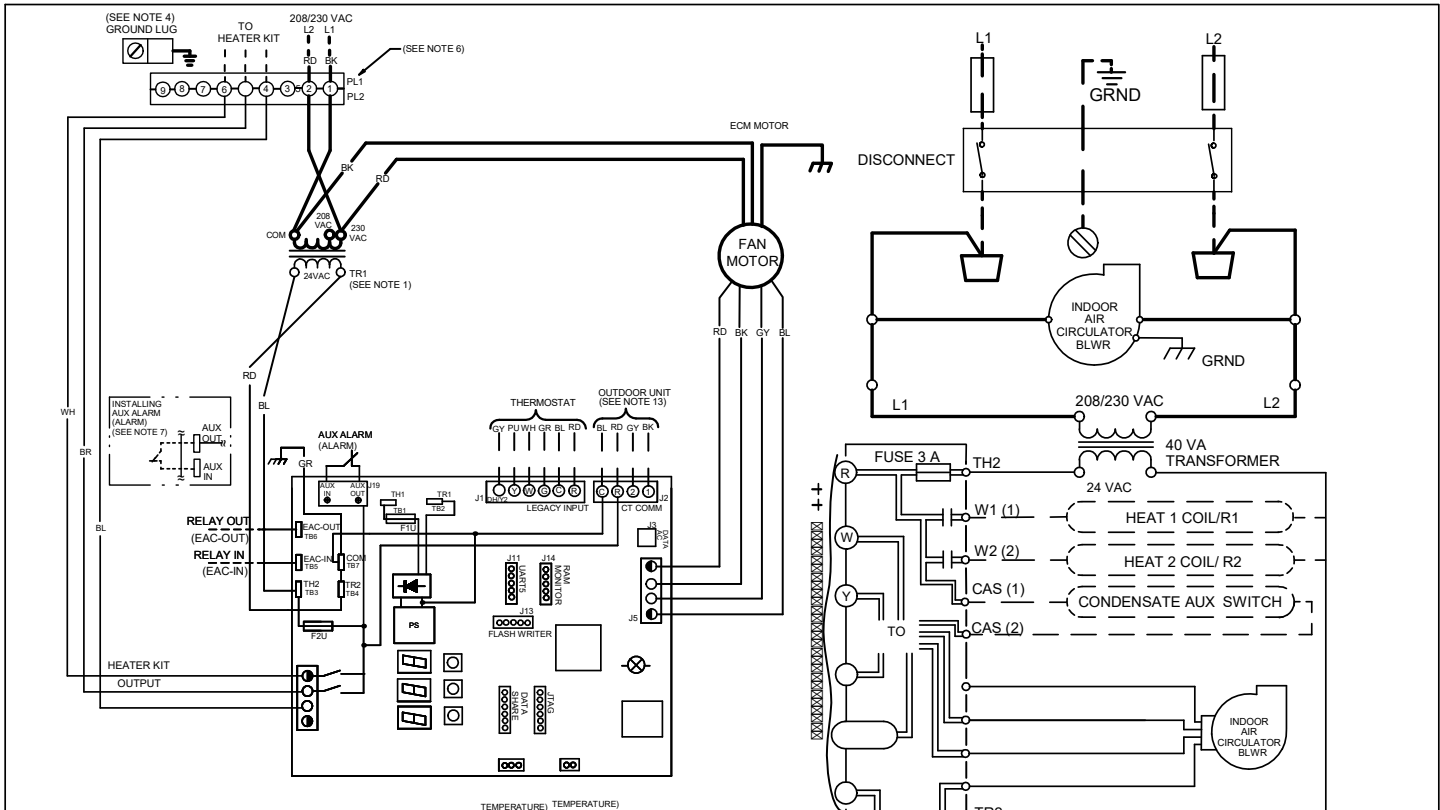 (SEE NOTE 4)
GROUND LUG
TO
HEATER KIT
208/230 VAC
L2 L1
RD BK
(SEE NOTE 6)
PL1
PL2
9 8 7 6 4 3 5 2 1
ECM MOTOR
BK
RD
COM
208
VAC
230
VAC
24VAC
TR1
(SEE NOTE 1)
FAN
MOTOR
RD BK GY BL
RD
BL
WH
BR
BL
INSTALLING
AUX ALARM
(ALARM)
(SEE NOTE 7)
AUX
OUT
AUX
IN
AUX ALARM
(ALARM)
GR
THERMOSTAT
GY PU WH GR BL RD
OUTDOOR UNIT
(SEE NOTE 13)
BL RD GY BK
AUX
IN
AUX
OUT
J19
TH1
TB1
F1U
TR1
TB2
J1
DH/Y2
Y W G C R
LEGACY INPUT
C R 2 1
J2
CT COMM
J3
DATA
AC
RELAY OUT
(EAC-OUT)
EAC-OUT
TB6
RELAY IN
(EAC-IN)
EAC-IN
TB5
COM
TB7
TH2
TB3
TR2
TB4
F2U
PS
J11
UART5
J14
RAM
MONITOR
J13
FLASH WRITER
J5
HEATER KIT
OUTPUT
DATA
SHARE
JTAG
TEMPERATURE)
TEMPERATURE)
L1
L2
GRND
DISCONNECT
INDOOR
AIR
CIRCULATOR
BLWR
GRND
L1
208/230 VAC
L2
40 VA
TRANSFORMER
24 VAC
FUSE 3 A
TH2
R
W1 (1)
HEAT 1 COIL/R1
W
W2 (2)
HEAT 2 COIL/ R2
CAS (1)
CONDENSATE AUX SWITCH
Y
TO
CAS (2)
INDOOR
AIR
CIRCULATOR
BLWR